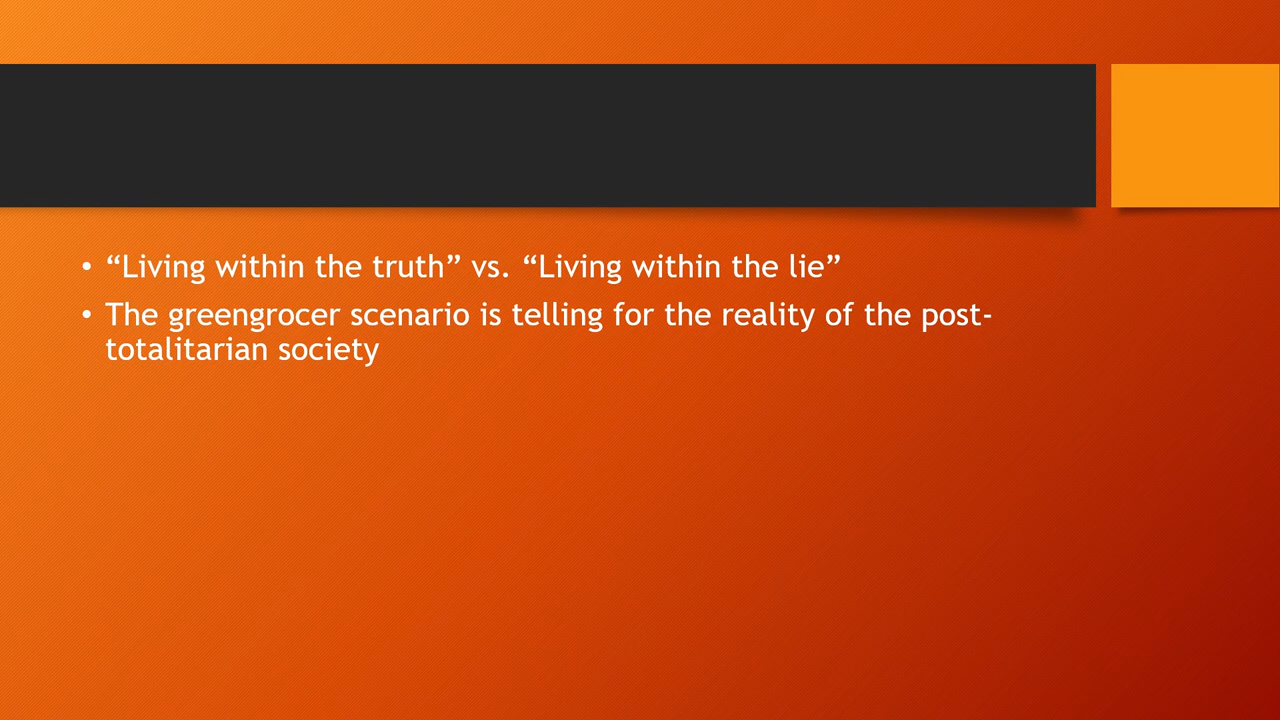 • “Living within the truth” vs. “Living within the lie”
• The greengrocer scenario is telling for the reality of the post-
totalitarian society